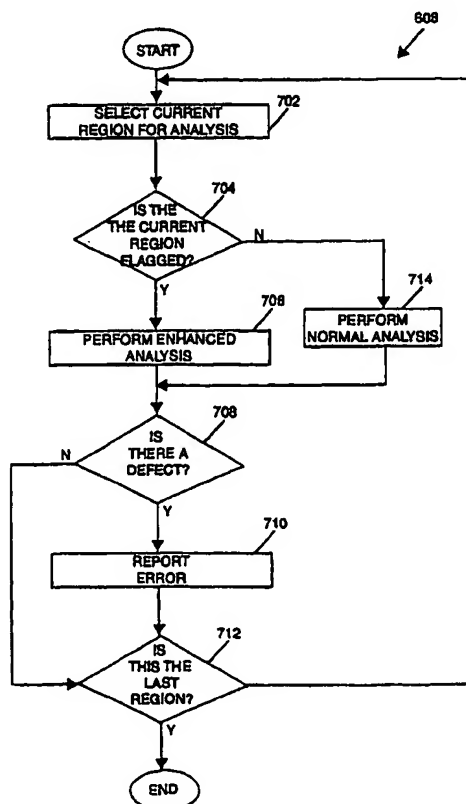 608
START
SELECT CURRENT
REGION FOR ANALYSIS
702
704
IS THE
THE CURRENT
REGION
FLAGGED?
N
Y
708
PERFORM ENHANCED
ANALYSIS
714
PERFORM
NORMAL ANALYSIS
708
IS
THERE A
DEFECT?
N
Y
710
REPORT
ERROR
712
IS
THIS THE
LAST
REGION?
Y
END